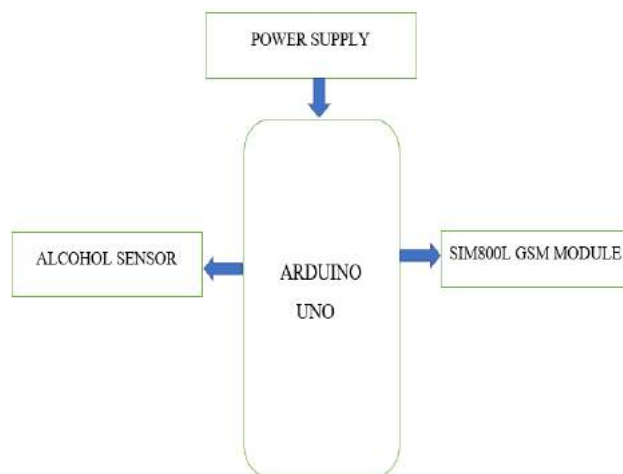 POWER SUPPLY
ALCOHOL SENSOR
ARDUINO
UNO
SIM800L GSM MODULE